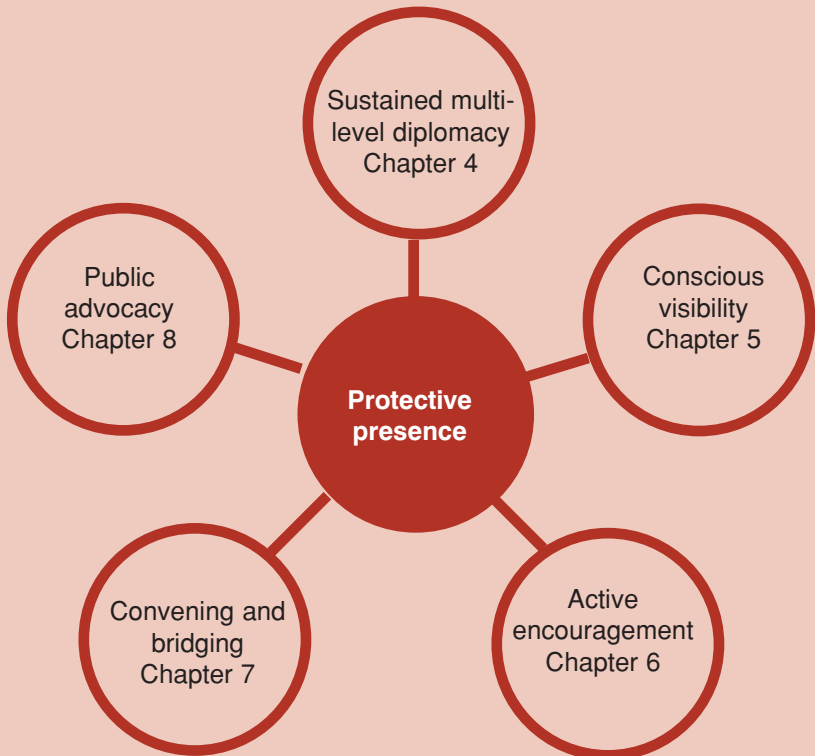 Sustained multi-
level diplomacy
Chapter 4
Public
advocacy
Chapter 8
Conscious
visibility
Chapter 5
Protective
presence
Convening and
bridging
Chapter 7
Active
encouragement
Chapter 6